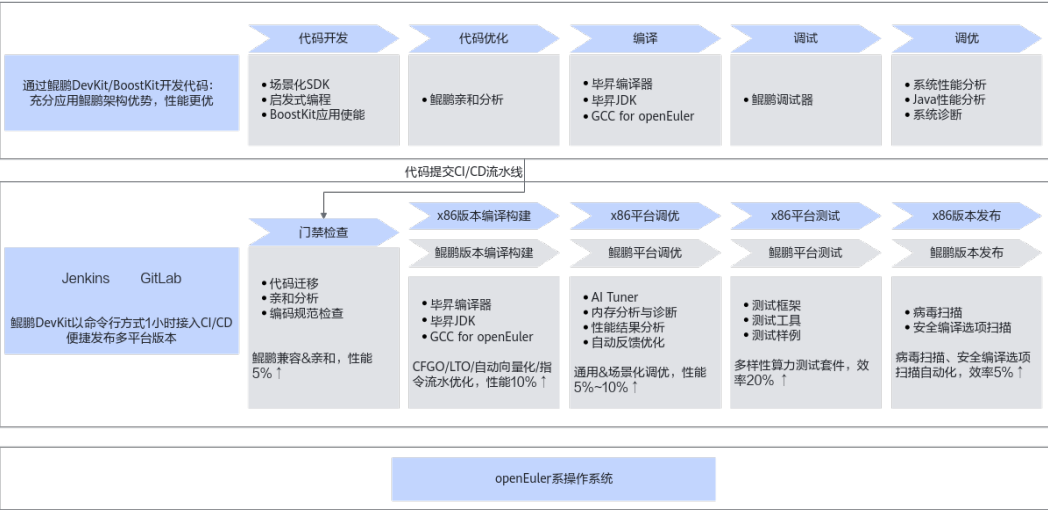 代码开发
代码优化
编译
调试
调优
通过鲲鹏DevKit/BoostKit开发代码：
充分应用鲲鹏架构优势，性能更优
• 场景化SDK
• 启发式编程
• BoostKit应用使能
• 鲲鹏亲和分析
• 毕昇编译器
• 毕昇JDK
• GCC for openEuler
• 鲲鹏调试器
• 系统性能分析
• Java性能分析
• 系统诊断
代码提交CI/CD流水线
门禁检查
x86版本编译构建
x86平台调优
x86平台测试
x86版本发布
鲲鹏版本编译构建
鲲鹏平台调优
鲲鹏平台测试
鲲鹏版本发布
Jenkins GitLab
鲲鹏DevKit以命令行方式1小时接入CI/CD
便捷发布多平台版本
• 代码迁移
• 亲和分析
• 编码规范检查
鲲鹏兼容&亲和，性能
5%↑
• 毕昇编译器
• 毕昇JDK
• GCC for openEuler
CFGO/LTO/自动向量化/指
令流水优化，性能10%↑
• AI Tuner
• 内存分析与诊断
• 性能结果分析
• 自动反馈优化
通用&场景化调优，性能
5%~10%↑
• 测试框架
• 测试工具
• 测试样例
多样性算力测试套件，效
率20% ↑
• 病毒扫描
• 安全编译选项扫描
病毒扫描、安全编译选项
扫描自动化，效率5%↑
openEuler系操作系统